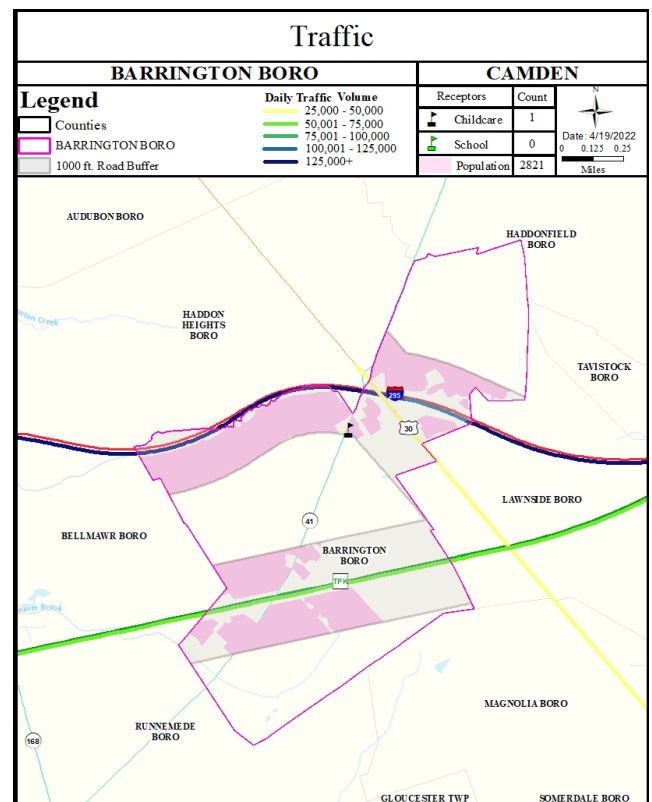 Traffic
BARRINGTON BORO
CAMDEN
Legend
Counties
BARRINGTON BORO
1000 ft. Road Buffer
Daily Traffic Volume
25,000 - 50,000
50,001 - 75,000
75,001 - 100,000
100,001 - 125,000
125,000+
Receptors Count
Childcare 1
School 0
Population 2821
N
Date: 4/19/2022
0 0.125 0.25
Miles
AUDUBON BORO
HADDONFIELD
BORO
HADDON
HEIGHTS
BORO
TAVISTOCK
BORO
295
30
LAWNSIDE BORO
41
BELLMAWR BORO
BARRINGTON
BORO
TPK
MAGNOLIA BORO
RUNNEMEDE
BORO
168
GLOUCESTER TWP
SOMERDALE BORO
Creek
Brook